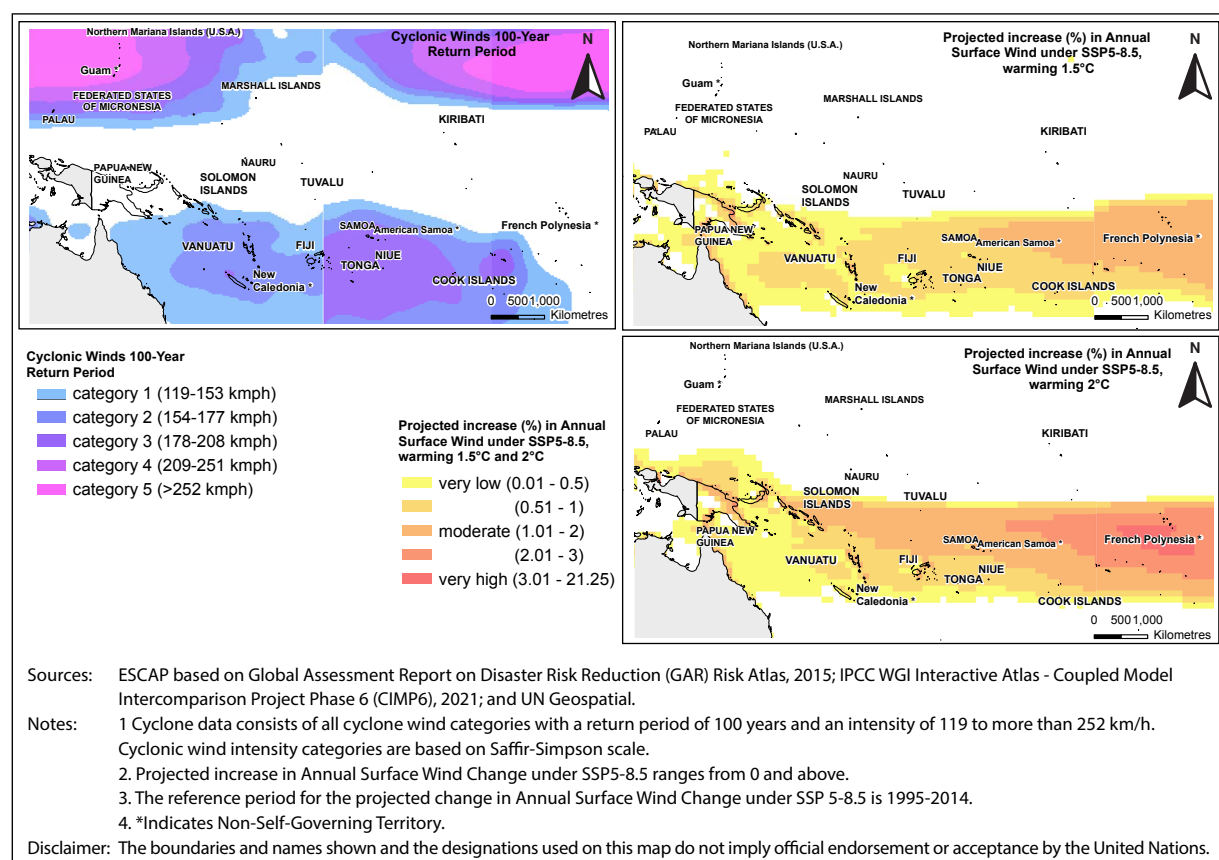 Northern Mariana Islands (U.S.A.)
Cyclonic Winds 100-Year
Return Period
N
Guam *
MARSHALL ISLANDS
FEDERATED STATES
OF MICRONESIA
PALAU
KIRIBATI
PAPUA NEW
GUINEA
NAURU
SOLOMON
ISLANDS
TUVALU
SAMOA
American Samoa *
French Polynesia *
VANUATU
FIJI
NIUE
TONGA
New
Caledonia *
COOK ISLANDS
0 500 1,000
Kilometres
Projected increase (%) in Annual
Surface Wind under SSP5-8.5,
warming 1.5°C
N
Northern Mariana Islands (U.S.A.)
Guam *
MARSHALL ISLANDS
FEDERATED STATES
OF MICRONESIA
PALAU
KIRIBATI
NAURU
SOLOMON
ISLANDS
TUVALU
PAPUA NEW
GUINEA
SAMOA
American Samoa *
French Polynesia *
VANUATU
FIJI
NIUE
TONGA
New
Caledonia *
COOK ISLANDS
0 500 1,000
Kilometres
Cyclonic Winds 100-Year
Return Period
category 1 (119-153 kmph)
category 2 (154-177 kmph)
category 3 (178-208 kmph)
category 4 (209-251 kmph)
category 5 (>252 kmph)
Projected increase (%) in Annual
Surface Wind under SSP5-8.5,
warming 1.5°C and 2°C
very low (0.01 - 0.5)
(0.51 - 1)
moderate (1.01 - 2)
(2.01 - 3)
very high (3.01 - 21.25)
Northern Mariana Islands (U.S.A.)
Projected increase (%) in Annual
Surface Wind under SSP5-8.5,
warming 2°C
N
Guam *
MARSHALL ISLANDS
FEDERATED STATES
OF MICRONESIA
PALAU
KIRIBATI
NAURU
SOLOMON
ISLANDS
TUVALU
PAPUA NEW
GUINEA
SAMOA
American Samoa *
French Polynesia *
VANUATU
FIJI
NIUE
TONGA
New
Caledonia *
COOK ISLANDS
0 500 1,000
Kilometres
Sources: ESCAP based on Global Assessment Report on Disaster Risk Reduction (GAR) Risk Atlas, 2015; IPCC WGI Interactive Atlas - Coupled Model
Intercomparison Project Phase 6 (CIMP6), 2021; and UN Geospatial.
Notes: 1 Cyclone data consists of all cyclone wind categories with a return period of 100 years and an intensity of 119 to more than 252 km/h.
Cyclonic wind intensity categories are based on Saffir-Simpson scale.
2. Projected increase in Annual Surface Wind Change under SSP5-8.5 ranges from 0 and above.
3. The reference period for the projected change in Annual Surface Wind Change under SSP 5-8.5 is 1995-2014.
4. *Indicates Non-Self-Governing Territory.
Disclaimer: The boundaries and names shown and the designations used on this map do not imply official endorsement or acceptance by the United Nations.